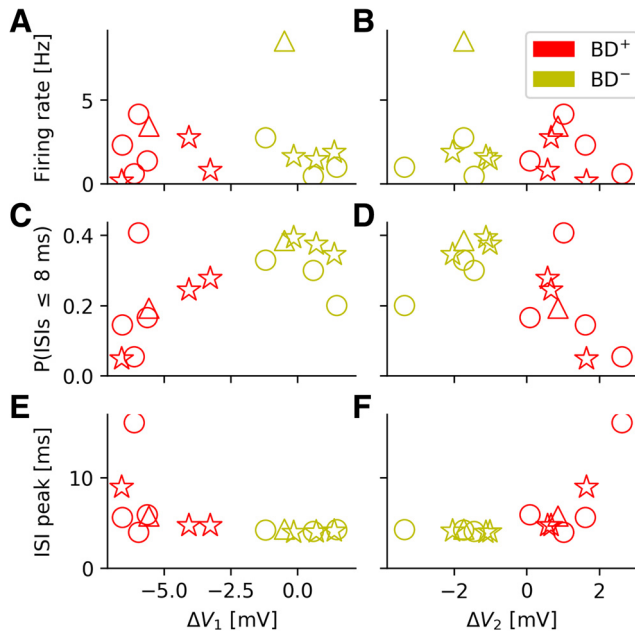 A
B
Firing rate [Hz]
5
0
BD⁺
BD⁻
C
D
P(ISIs ≤ 8 ms)
0.4
0.2
0.0
E
F
ISI peak [ms]
10
0
−5.0
−2.5
0.0
−2
0
2
ΔV₁ [mV]
ΔV₂ [mV]